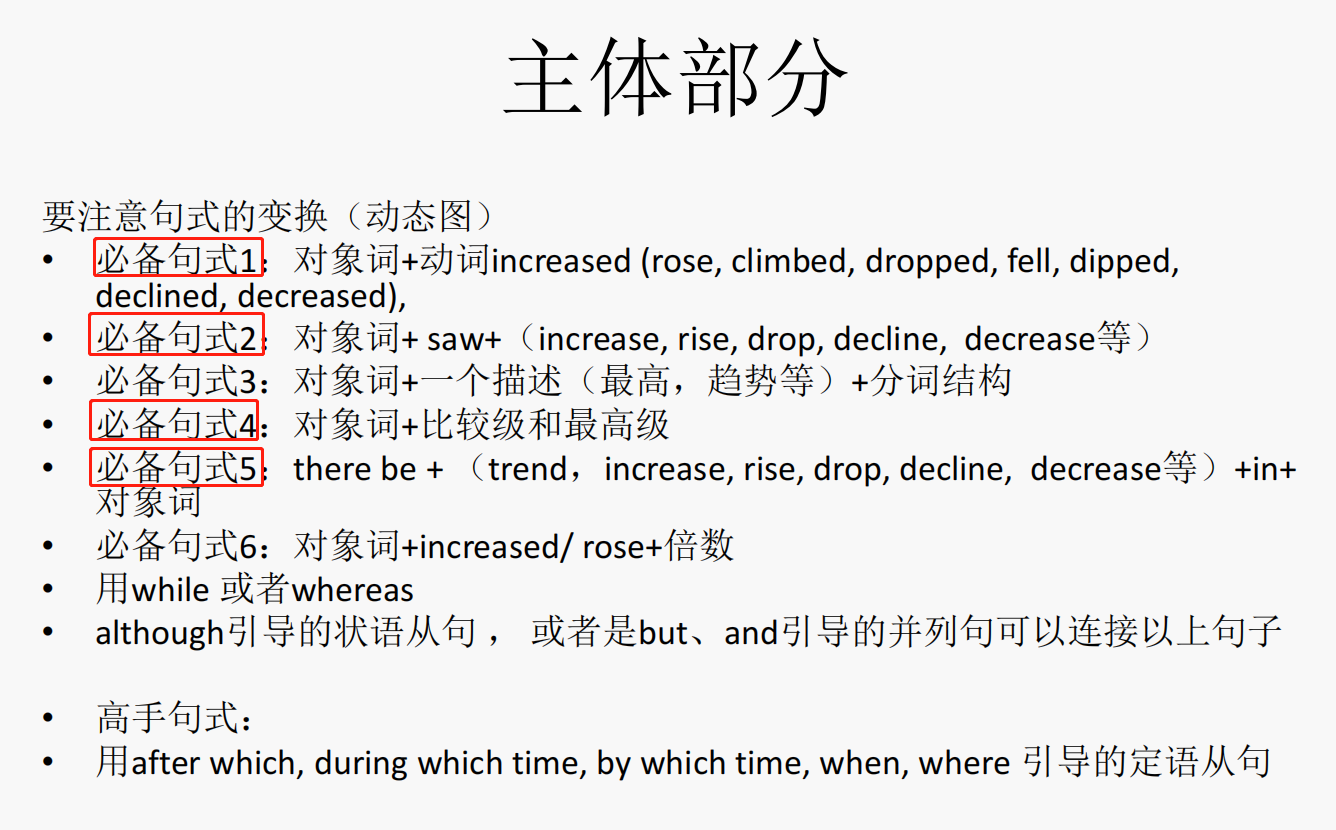 主体部分
要注意句式的变换（动态图）
• 必备句式1：对象词+动词increased (rose, climbed, dropped, fell, dipped,
declined, decreased),
• 必备句式2：对象词+ saw+（increase, rise, drop, decline, decrease等）
• 必备句式3：对象词+一个描述（最高，趋势等）+分词结构
• 必备句式4：对象词+比较级和最高级
• 必备句式5：there be + （trend，increase, rise, drop, decline, decrease等）+in+
对象词
• 必备句式6：对象词+increased/ rose+倍数
• 用while 或者whereas
• although引导的状语从句 ， 或者是but、and引导的并列句可以连接以上句子
• 高手句式：
• 用after which, during which time, by which time, when, where 引导的定语从句